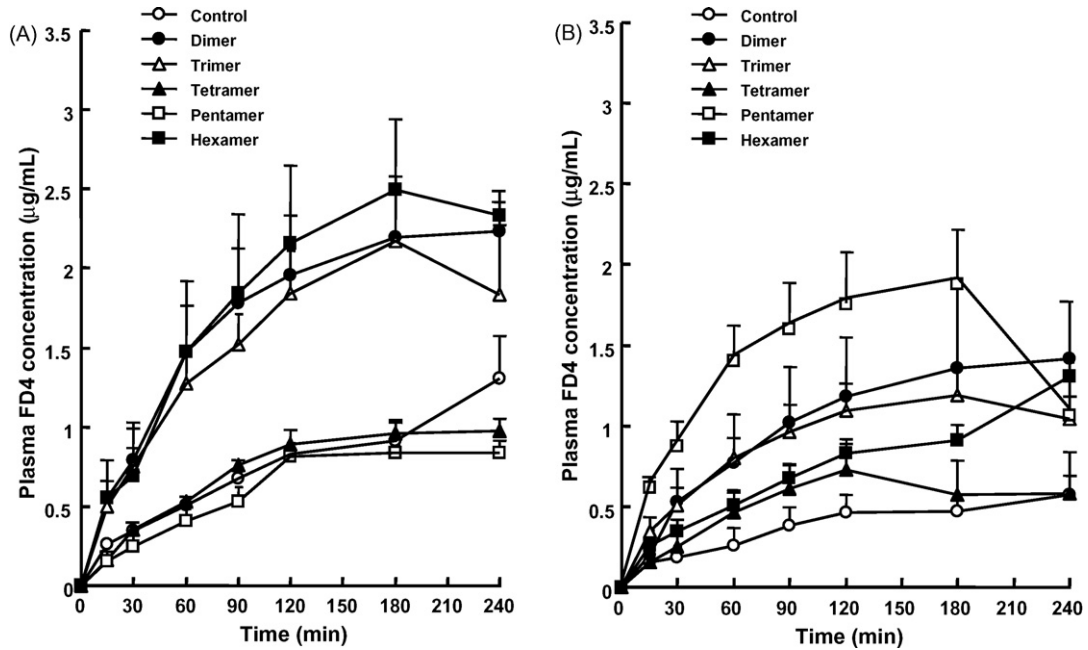 (A)
Control
Dimer
Trimer
Tetramer
Pentamer
Hexamer
Plasma FD4 concentration (μg/mL)
3.5
3
2.5
2
1.5
1
0.5
0
0 30 60 90 120 150 180 210 240
Time (min)
(B)
Control
Dimer
Trimer
Tetramer
Pentamer
Hexamer
Plasma FD4 concentration (μg/mL)
3.5
3
2.5
2
1.5
1
0.5
0
0 30 60 90 120 150 180 210 240
Time (min)